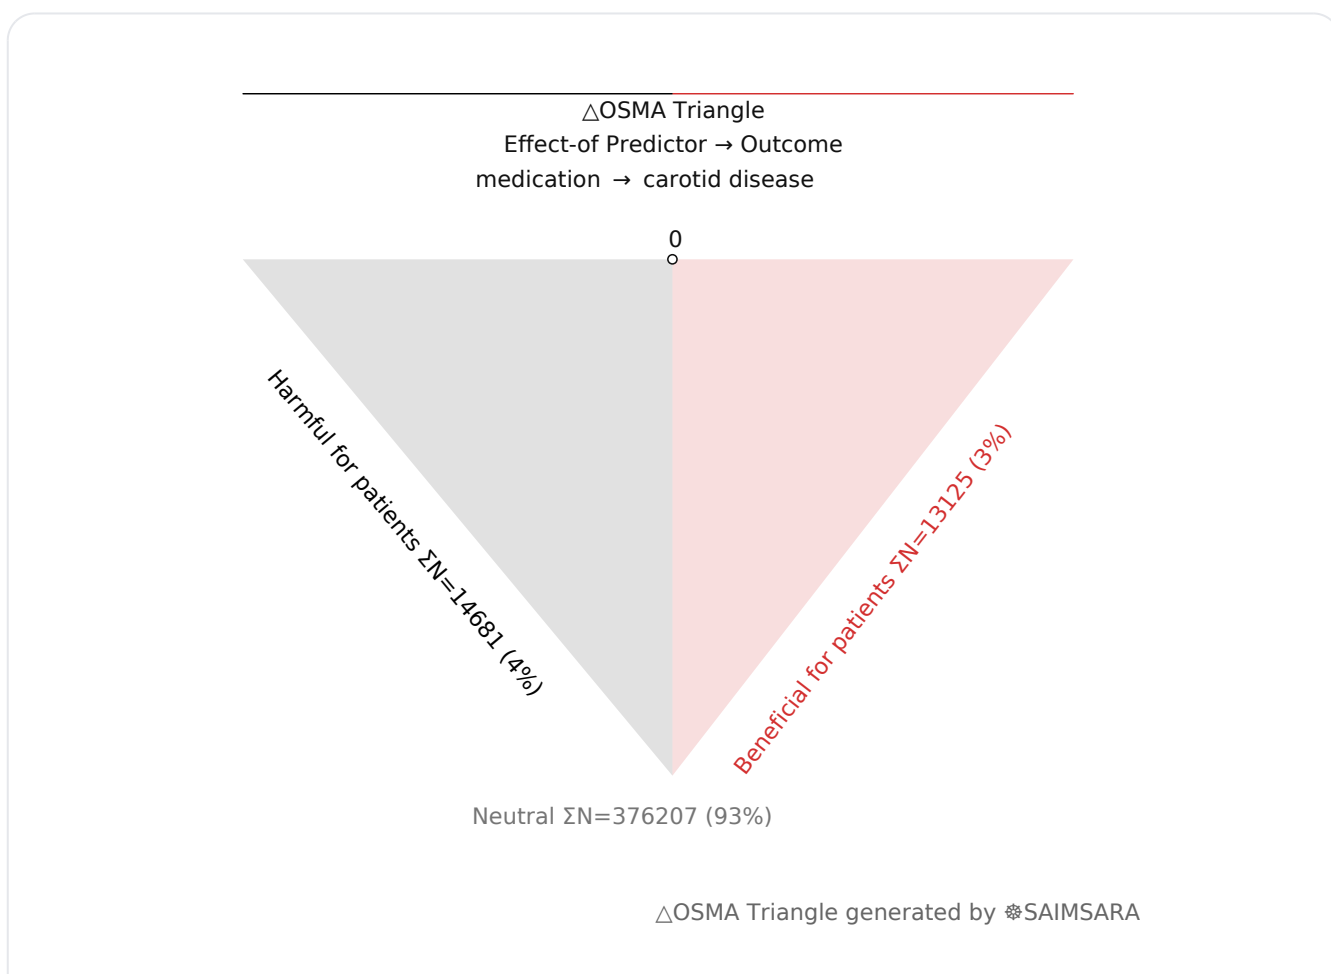 △OSMA Triangle
Effect-of Predictor → Outcome
medication → carotid disease
0
Harmful for patients ΣN=14681 (4%)
Beneficial for patients ΣN=13125 (3%)
Neutral ΣN=376207 (93%)
△OSMA Triangle generated by ☸SAIMSARA